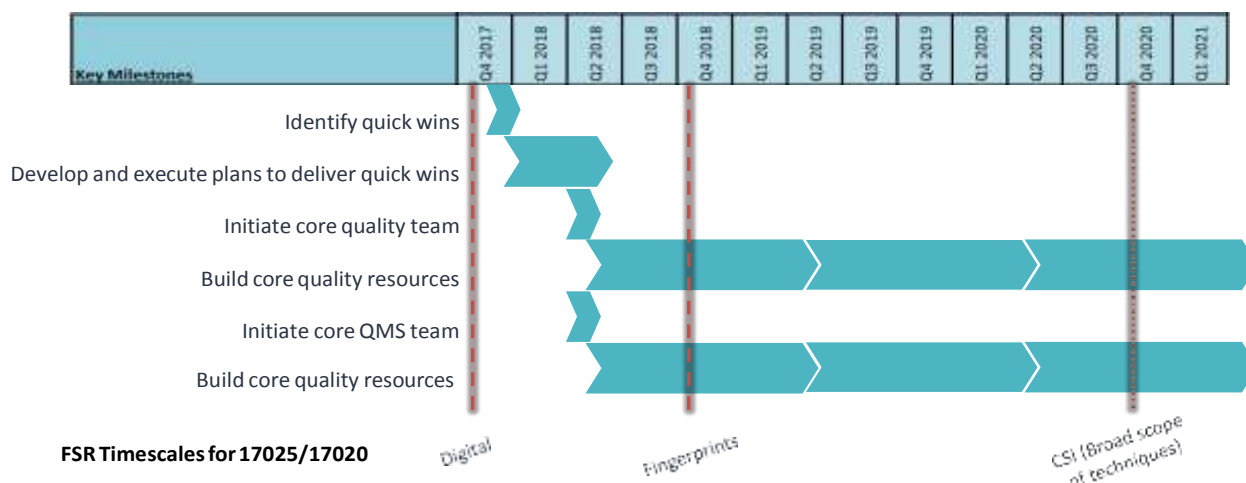 Key Milestones
Q4 2017
Q1 2018
Q2 2018
Q3 2018
Q4 2018
Q1 2019
Q2 2019
Q3 2019
Q4 2019
Q1 2020
Q2 2020
Q3 2020
Q4 2020
Q1 2021
Identify quick wins
Develop and execute plans to deliver quick wins
Initiate core quality team
Build core quality resources
Initiate core QMS team
Build core quality resources
FSR Timescales for 17025/17020
Digital
Fingerprints
CSI (Broad scope
of techniques)